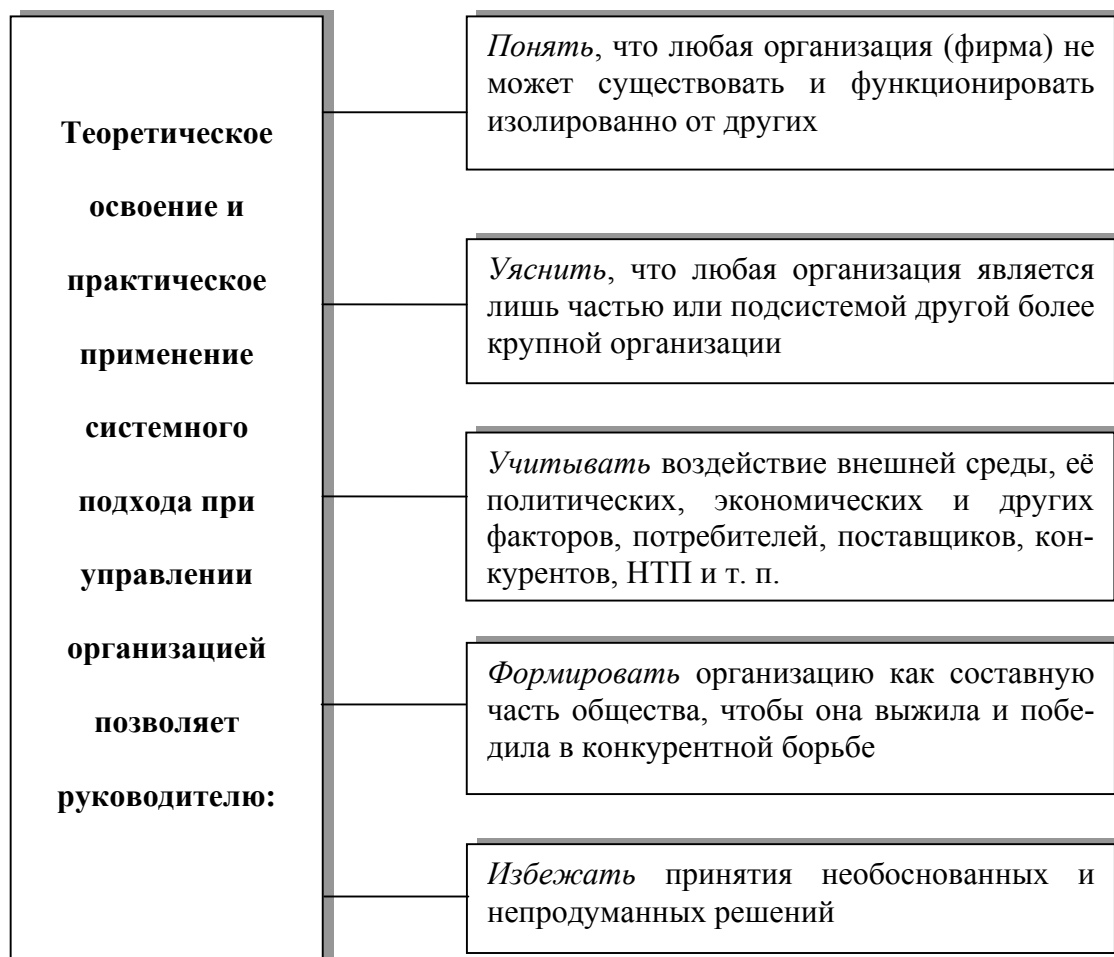 Теоретическое
освоение и
практическое
применение
системного
подхода при
управлении
организацией
позволяет
руководителю:
Понять, что любая организация (фирма) не
может существовать и функционировать
изолированно от других
Уяснить, что любая организация является
лишь частью или подсистемой другой более
крупной организации
Учитывать воздействие внешней среды, её
политических, экономических и других
факторов, потребителей, поставщиков, кон-
курентов, НТП и т. п.
Формировать организацию как составную
часть общества, чтобы она выжила и побе-
дила в конкурентной борьбе
Избежать принятия необоснованных и
непродуманных решений